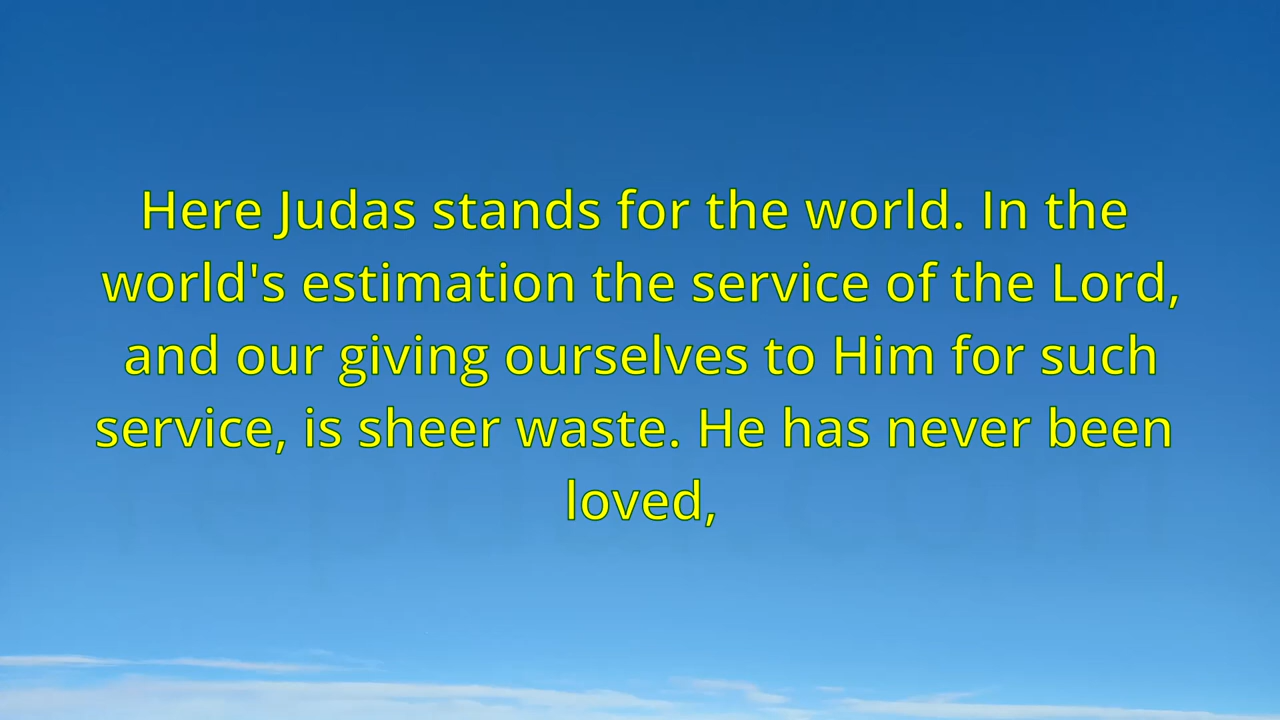 Here Judas stands for the world. In the
world's estimation the service of the Lord,
and our giving ourselves to Him for such
service, is sheer waste. He has never been
loved,